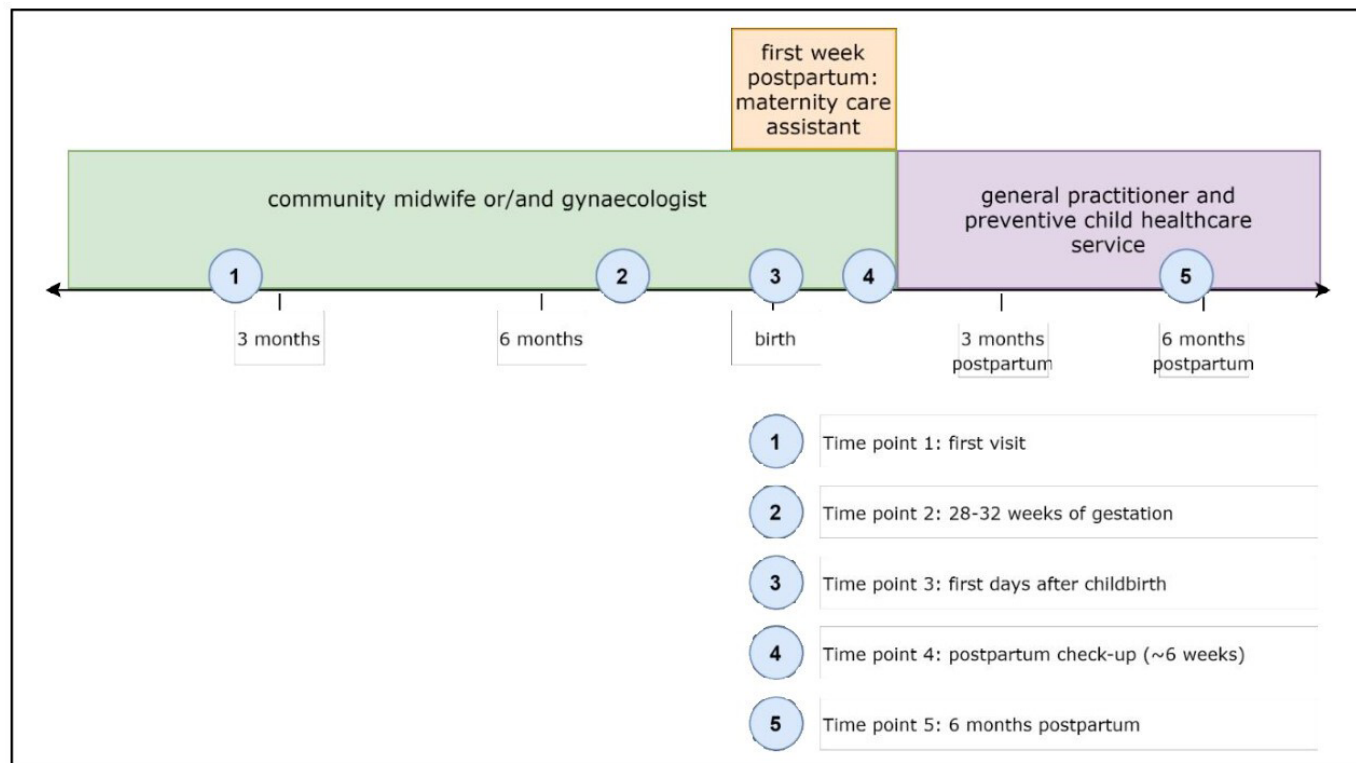 first week
postpartum:
maternity care
assistant
community midwife or/and gynaecologist
general practitioner and
preventive child healthcare
service
1
2
3
4
5
3 months
6 months
birth
3 months
postpartum
6 months
postpartum
1 Time point 1: first visit
2 Time point 2: 28-32 weeks of gestation
3 Time point 3: first days after childbirth
4 Time point 4: postpartum check-up (~6 weeks)
5 Time point 5: 6 months postpartum